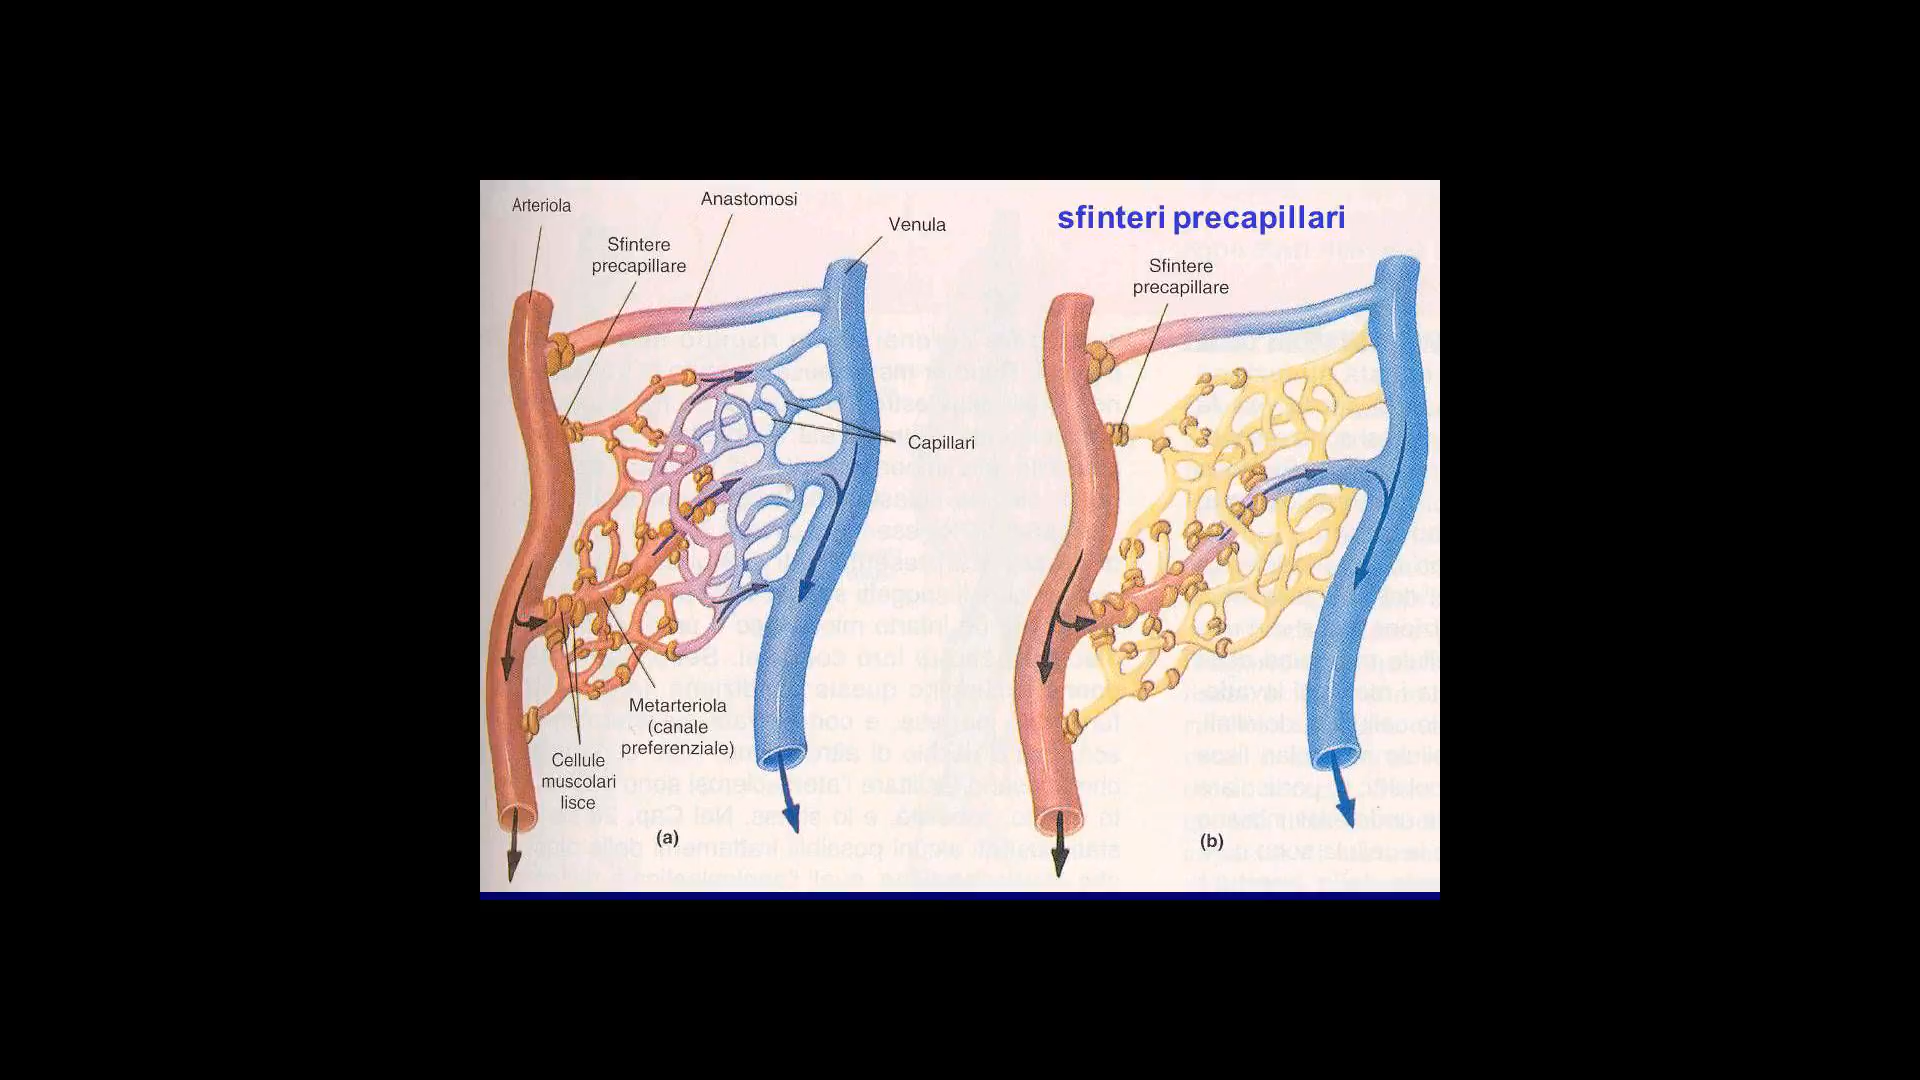 sfinteri precapillari
Arteriola
Anastomosi
Venula
Sfintere
precapillare
Capillari
Metarteriola
(canale
preferenziale)
Cellule
muscolari
lisce
(a)
Sfintere
precapillare
(b)